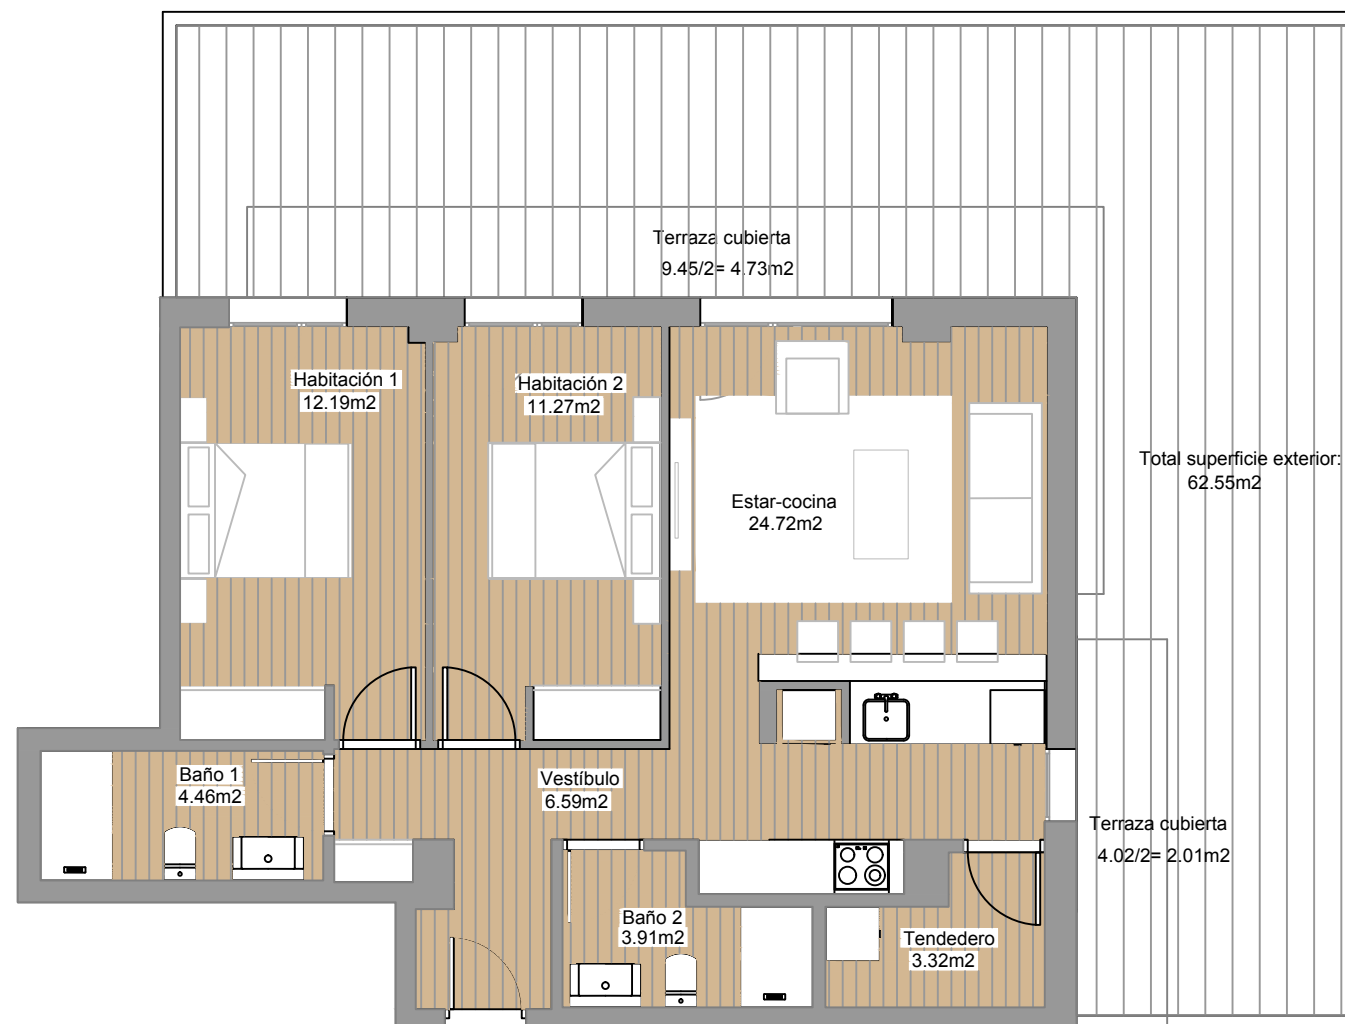 Terraza cubierta
9.45/2= 4.73m2
Habitación 1
12.19m2
Habitación 2
11.27m2
Total superficie exterior:
62.55m2
Estar-cocina
24.72m2
Baño 1
4.46m2
Vestíbulo
6.59m2
Terraza cubierta
4.02/2= 2.01m2
Baño 2
3.91m2
Tendedero
3.32m2